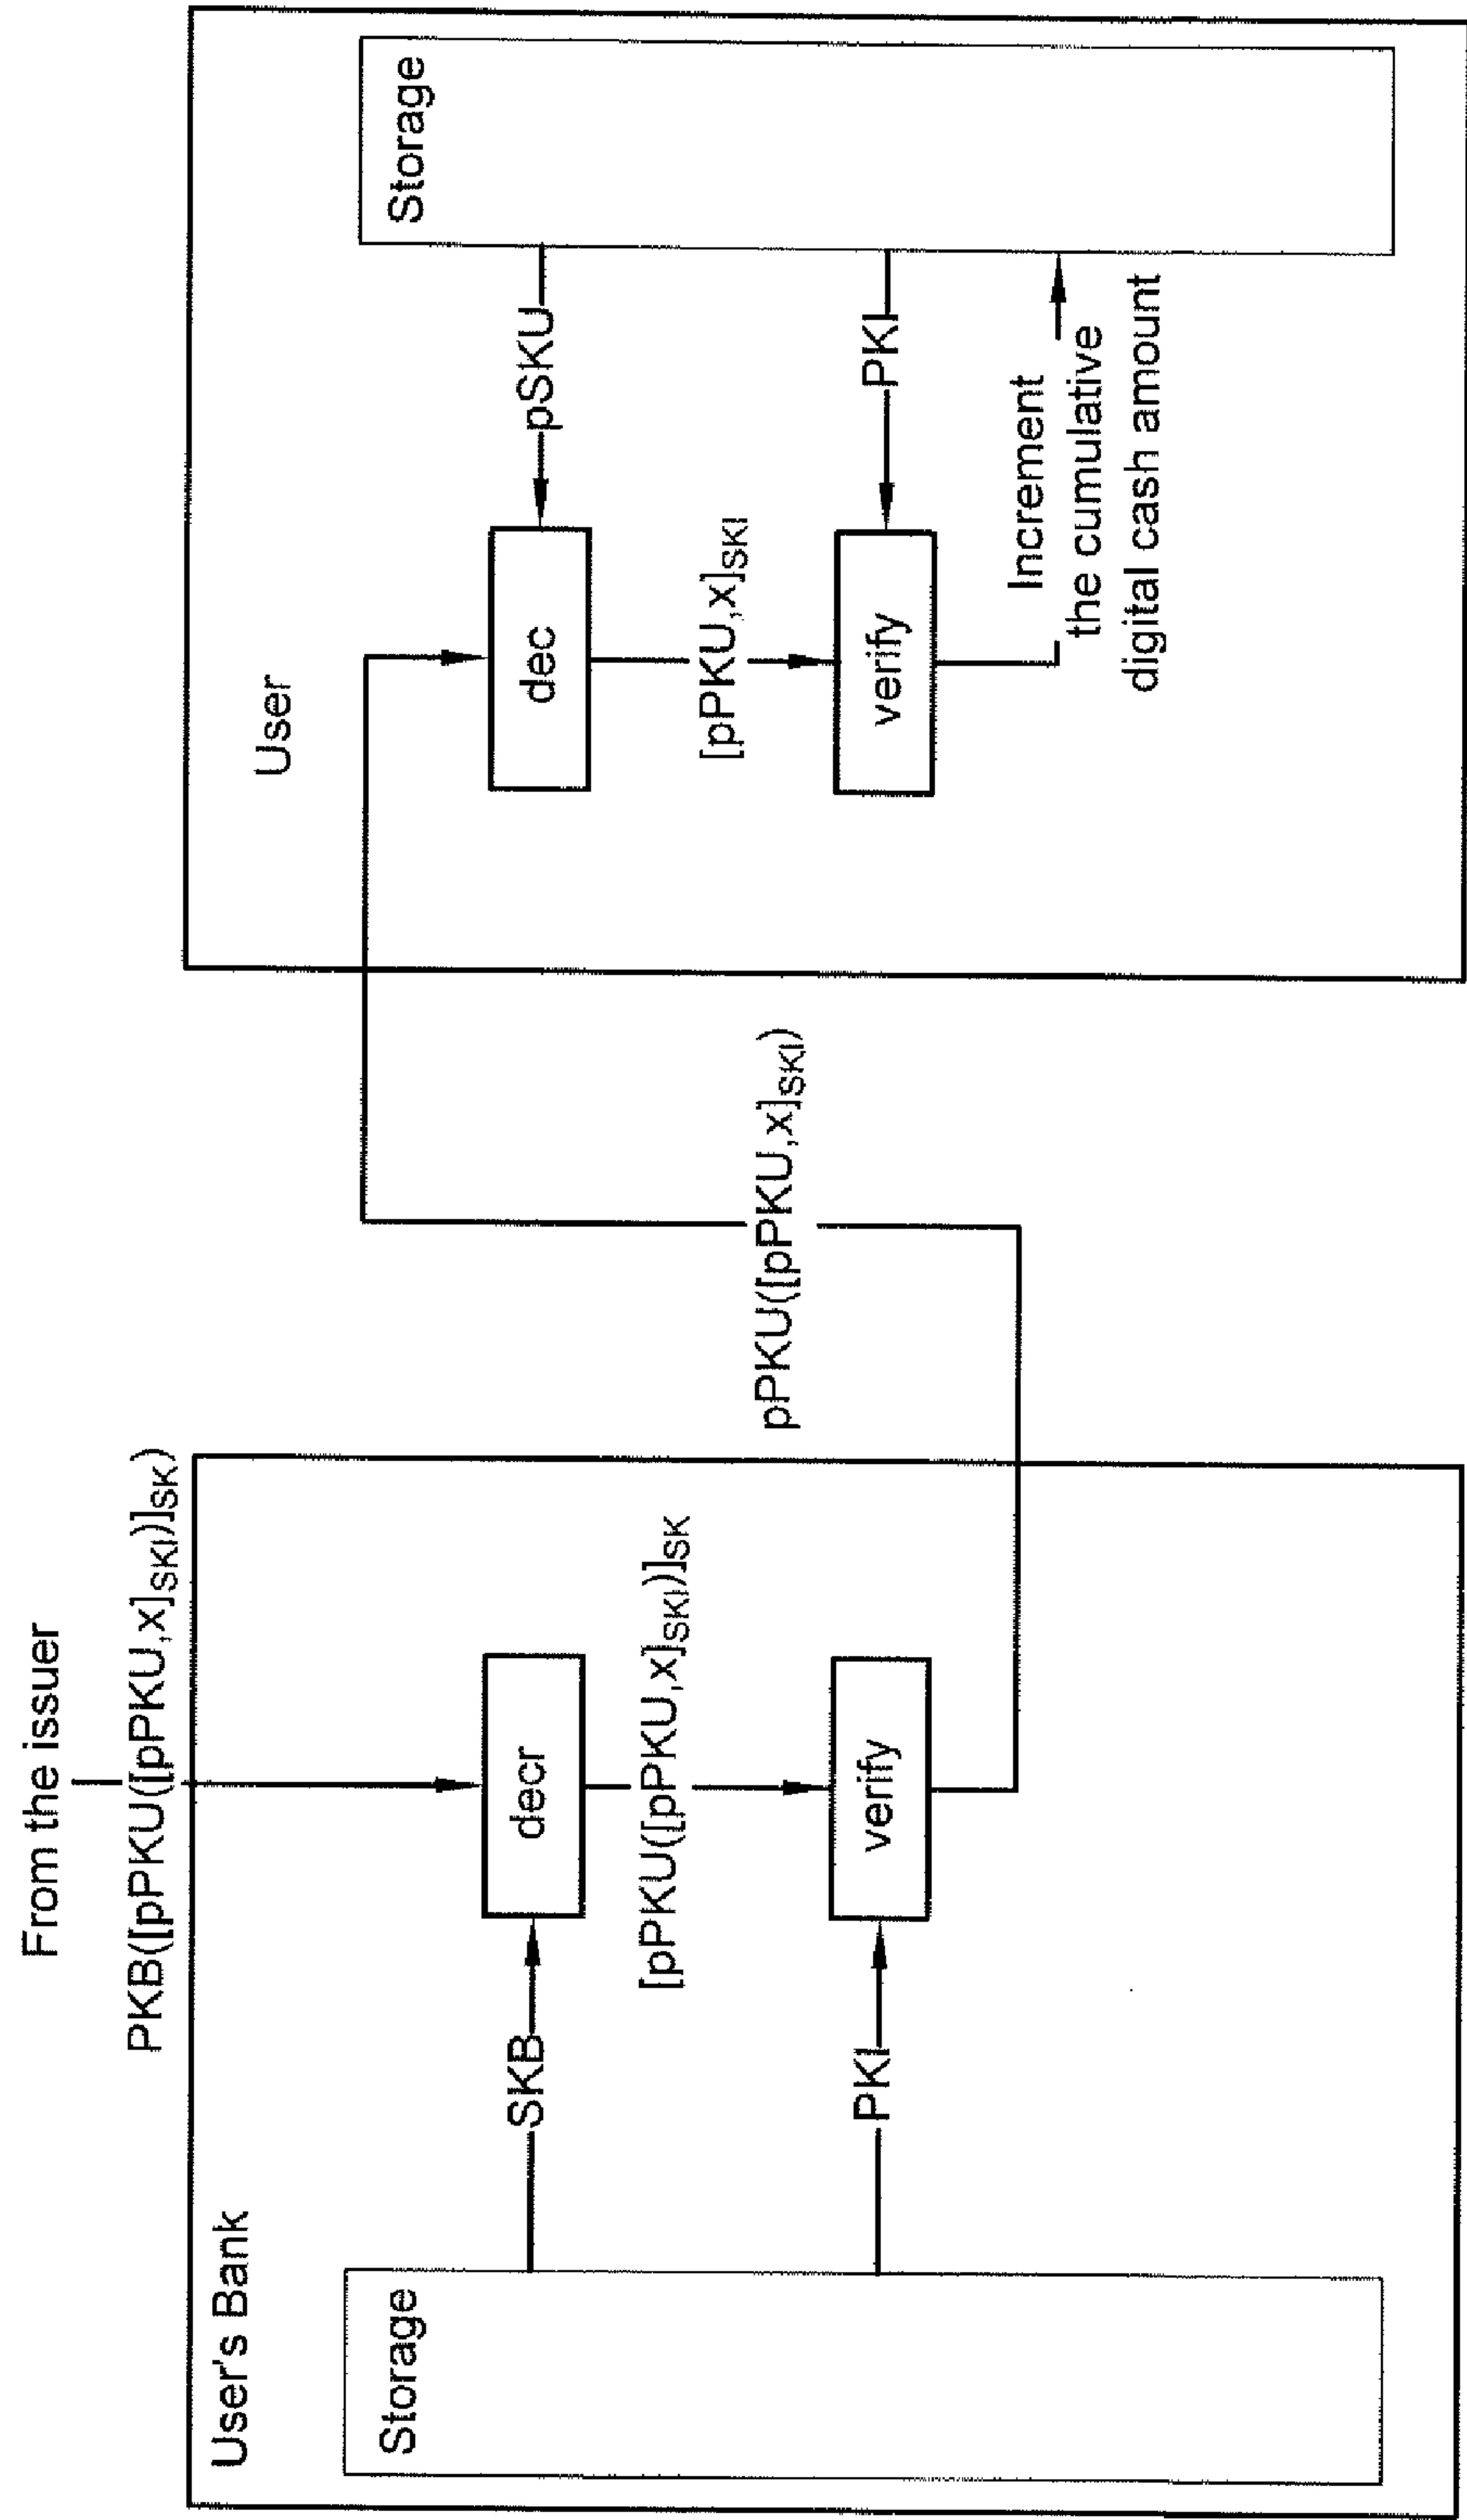 From the issuer
PKB([pPKU([pPKU,x]SKI)]SK)
User's Bank
Storage
SKB
decr
[pPKU([pPKU,x]SKI)]SK
PKI
verify
pPKU([pPKU,x]SKI)
User
Storage
pSKU
dec
[pPKU,x]SKI
PKI
verify
Increment
the cumulative
digital cash amount